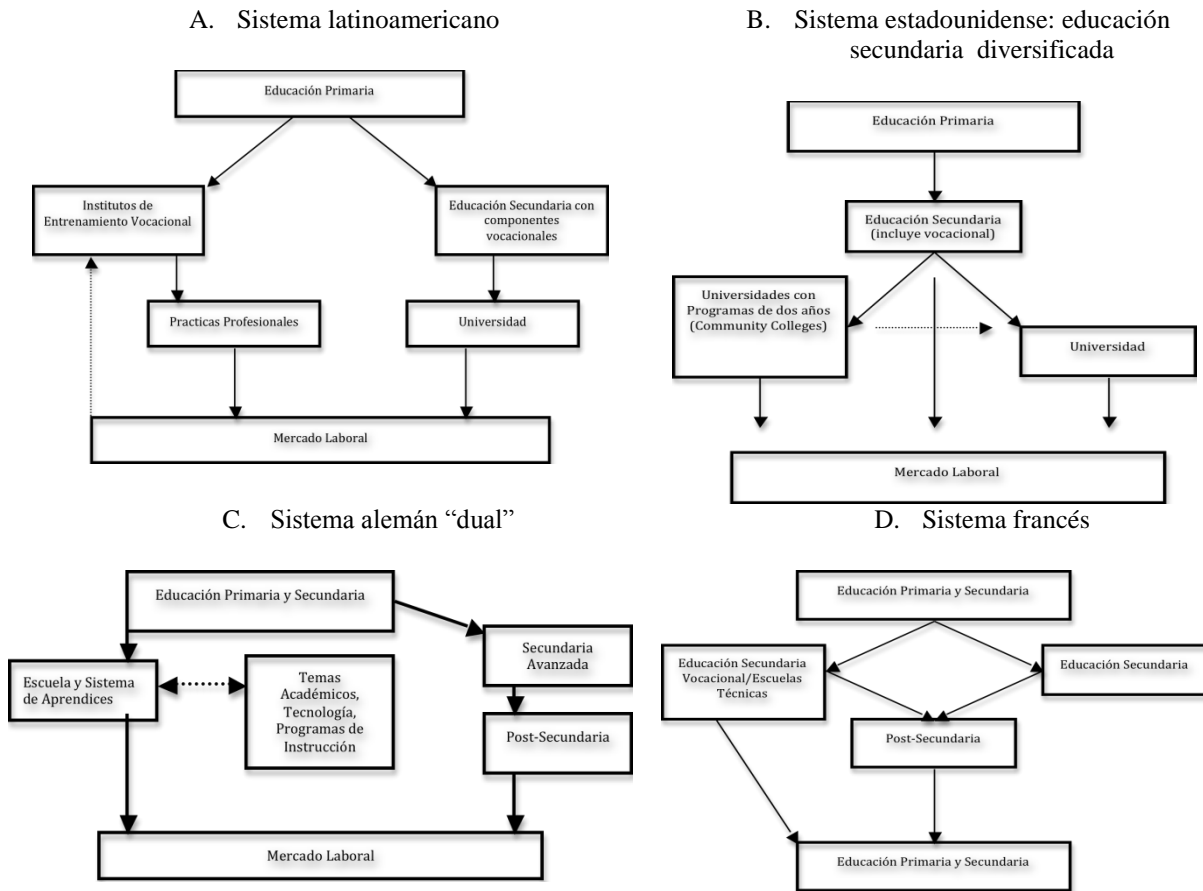 A. Sistema latinoamericano
Educación Primaria
Institutos de
Entrenamiento Vocacional
Educación Secundaria con
componentes
vocacionales
Practicas Profesionales
Universidad
Mercado Laboral
B. Sistema estadounidense: educación
secundaria diversificada
Educación Primaria
Educación Secundaria
(incluye vocacional)
Universidades con
Programas de dos años
(Community Colleges)
Universidad
Mercado Laboral
C. Sistema alemán “dual”
Educación Primaria y Secundaria
Escuela y Sistema
de Aprendices
Temas
Académicos,
Tecnología,
Programas de
Instrucción
Secundaria
Avanzada
Post-Secundaria
Mercado Laboral
D. Sistema francés
Educación Primaria y Secundaria
Educación Secundaria
Vocacional/Escuelas
Técnicas
Educación Secundaria
Post-Secundaria
Educación Primaria y Secundaria